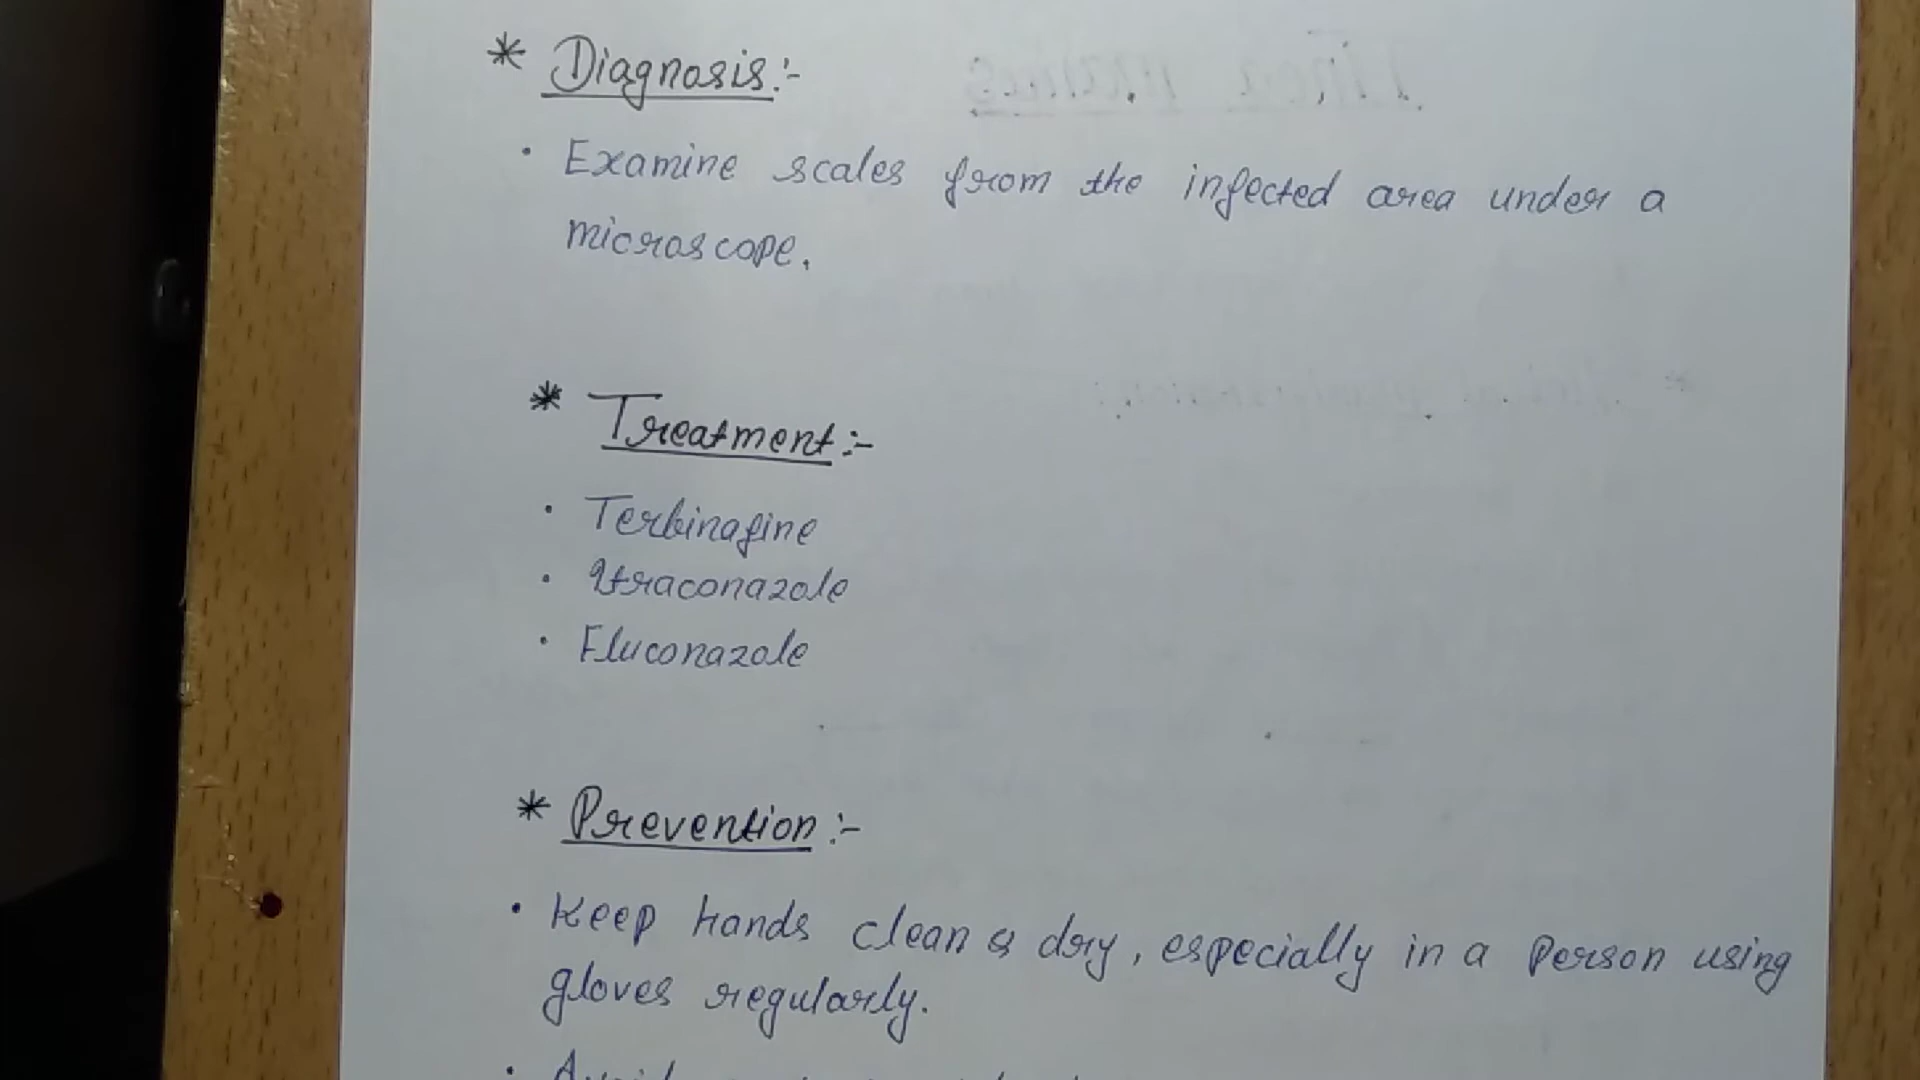 * Diagnosis:-
• Examine scales from the infected area under a
microscope.
* Treatment:-
• Terbinafine
• Itraconazole
• Fluconazole
* Prevention:-
• Keep hands clean & dry, especially in a person using
gloves regularly.
• Avoid